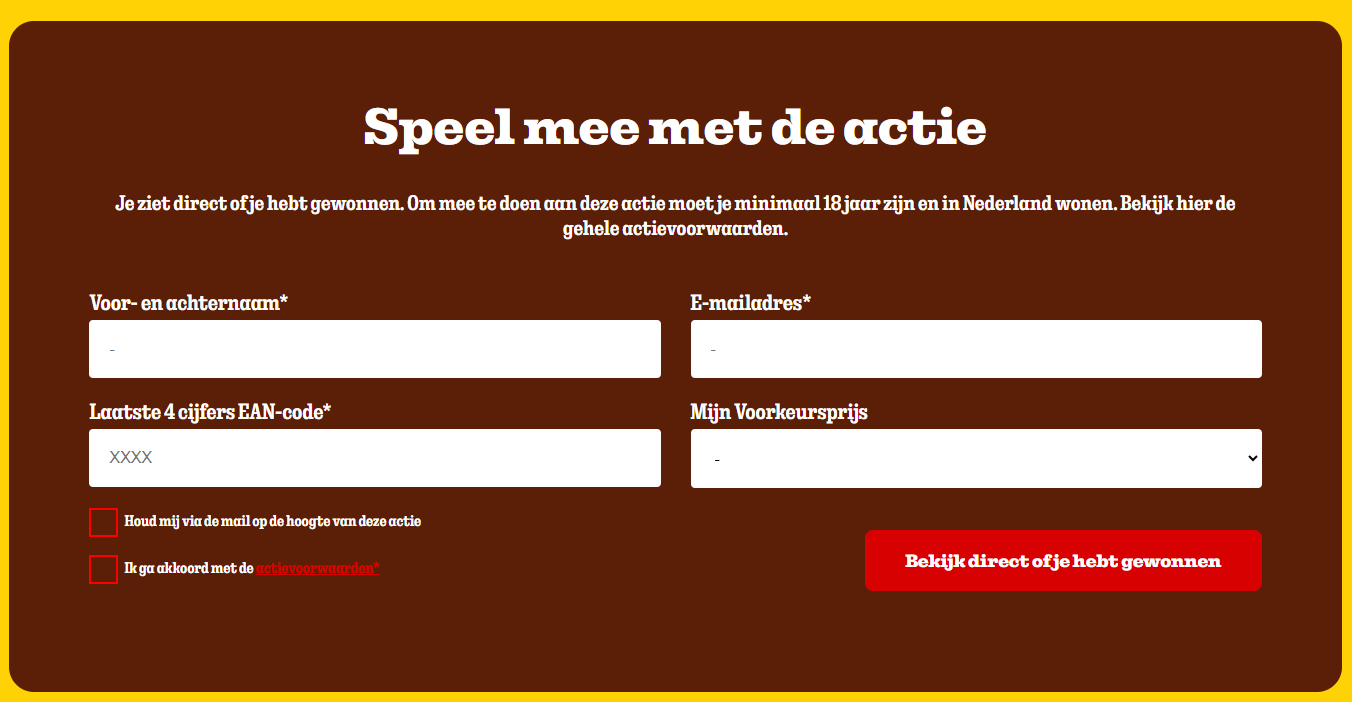 Speel mee met de actie
Je ziet direct of je hebt gewonnen. Om mee te doen aan deze actie moet je minimaal 18 jaar zijn en in Nederland wonen. Bekijk hier de
gehele actievoorwaarden.
Voor- en achternaam*
-
E-mailadres*
-
Laatste 4 cijfers EAN-code*
XXXX
Mijn Voorkeursprijs
-
Houd mij via de mail op de hoogte van deze actie
Ik ga akkoord met de actievoorwaarden*
Bekijk direct of je hebt gewonnen